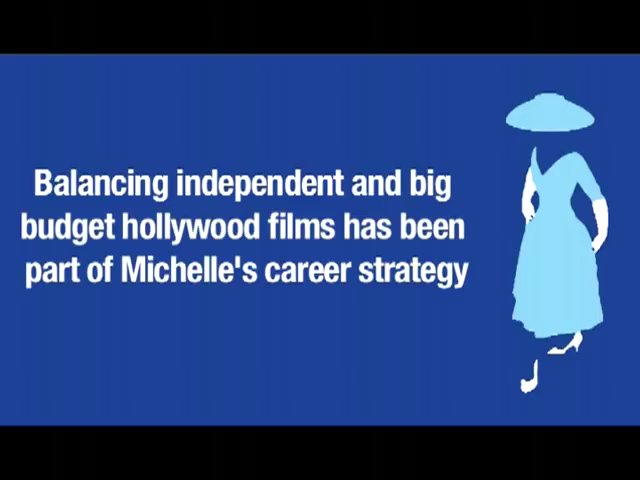 Balancing independent and big
budget hollywood films has been
part of Michelle's career strategy